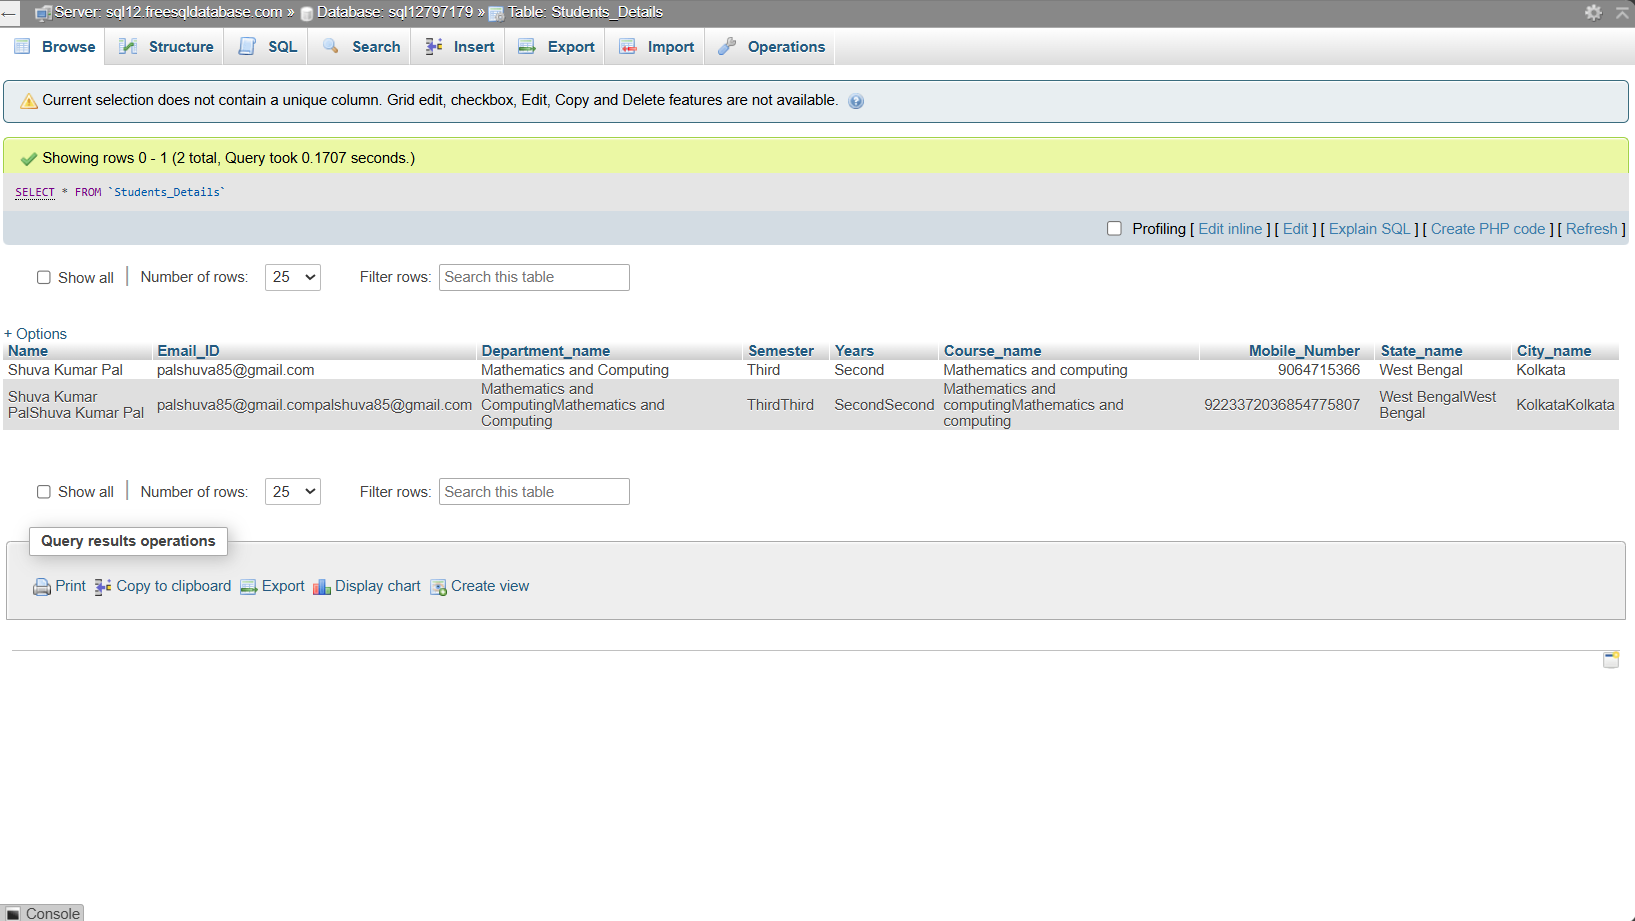 Server: sql12.freesqldatabase.com » Database: sql12797179 » Table: Students_Details
Browse Structure SQL Search Insert Export Import Operations
Current selection does not contain a unique column. Grid edit, checkbox, Edit, Copy and Delete features are not available.
Showing rows 0 - 1 (2 total, Query took 0.1707 seconds.)
SELECT * FROM `Students_Details`
Profiling [ Edit inline ] [ Edit ] [ Explain SQL ] [ Create PHP code ] [ Refresh ]
Show all Number of rows: 25 Filter rows: Search this table
+ Options
Name Email_ID Department_name Semester Years Course_name Mobile_Number State_name City_name
Shuva Kumar Pal palshuva85@gmail.com Mathematics and Computing Third Second Mathematics and computing 9064715366 West Bengal Kolkata
Shuva Kumar
PalShuva Kumar Pal
palshuva85@gmail.compalshuva85@gmail.com
Mathematics and
ComputingMathematics and
Computing
ThirdThird
SecondSecond
Mathematics and
computingMathematics and
computing
9223372036854775807
West BengalWest
Bengal
KolkataKolkata
Show all Number of rows: 25 Filter rows: Search this table
Query results operations
Print Copy to clipboard Export Display chart Create view
Console